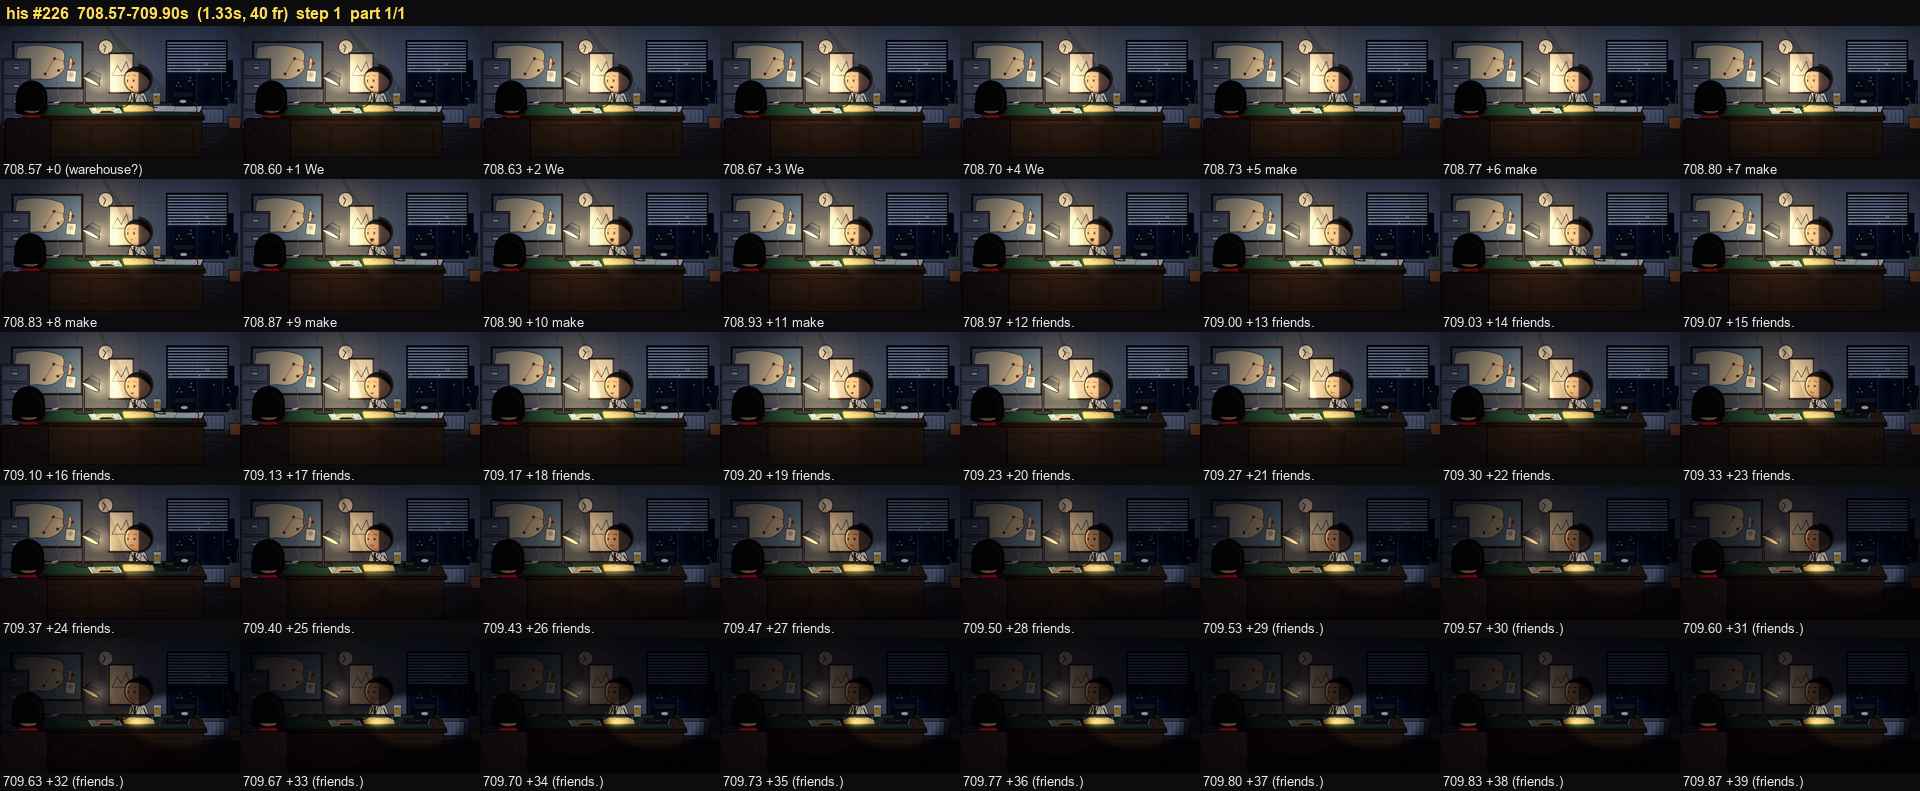 his #226 708.57-709.90s (1.33s, 40 fr) step 1 part 1/1
708.57 +0 (warehouse?)
708.60 +1 We
708.63 +2 We
708.67 +3 We
708.70 +4 We
708.73 +5 make
708.77 +6 make
708.80 +7 make
708.83 +8 make
708.87 +9 make
708.90 +10 make
708.93 +11 make
708.97 +12 friends.
709.00 +13 friends.
709.03 +14 friends.
709.07 +15 friends.
709.10 +16 friends.
709.13 +17 friends.
709.17 +18 friends.
709.20 +19 friends.
709.23 +20 friends.
709.27 +21 friends.
709.30 +22 friends.
709.33 +23 friends.
709.37 +24 friends.
709.40 +25 friends.
709.43 +26 friends.
709.47 +27 friends.
709.50 +28 friends.
709.53 +29 (friends.)
709.57 +30 (friends.)
709.60 +31 (friends.)
709.63 +32 (friends.)
709.67 +33 (friends.)
709.70 +34 (friends.)
709.73 +35 (friends.)
709.77 +36 (friends.)
709.80 +37 (friends.)
709.83 +38 (friends.)
709.87 +39 (friends.)